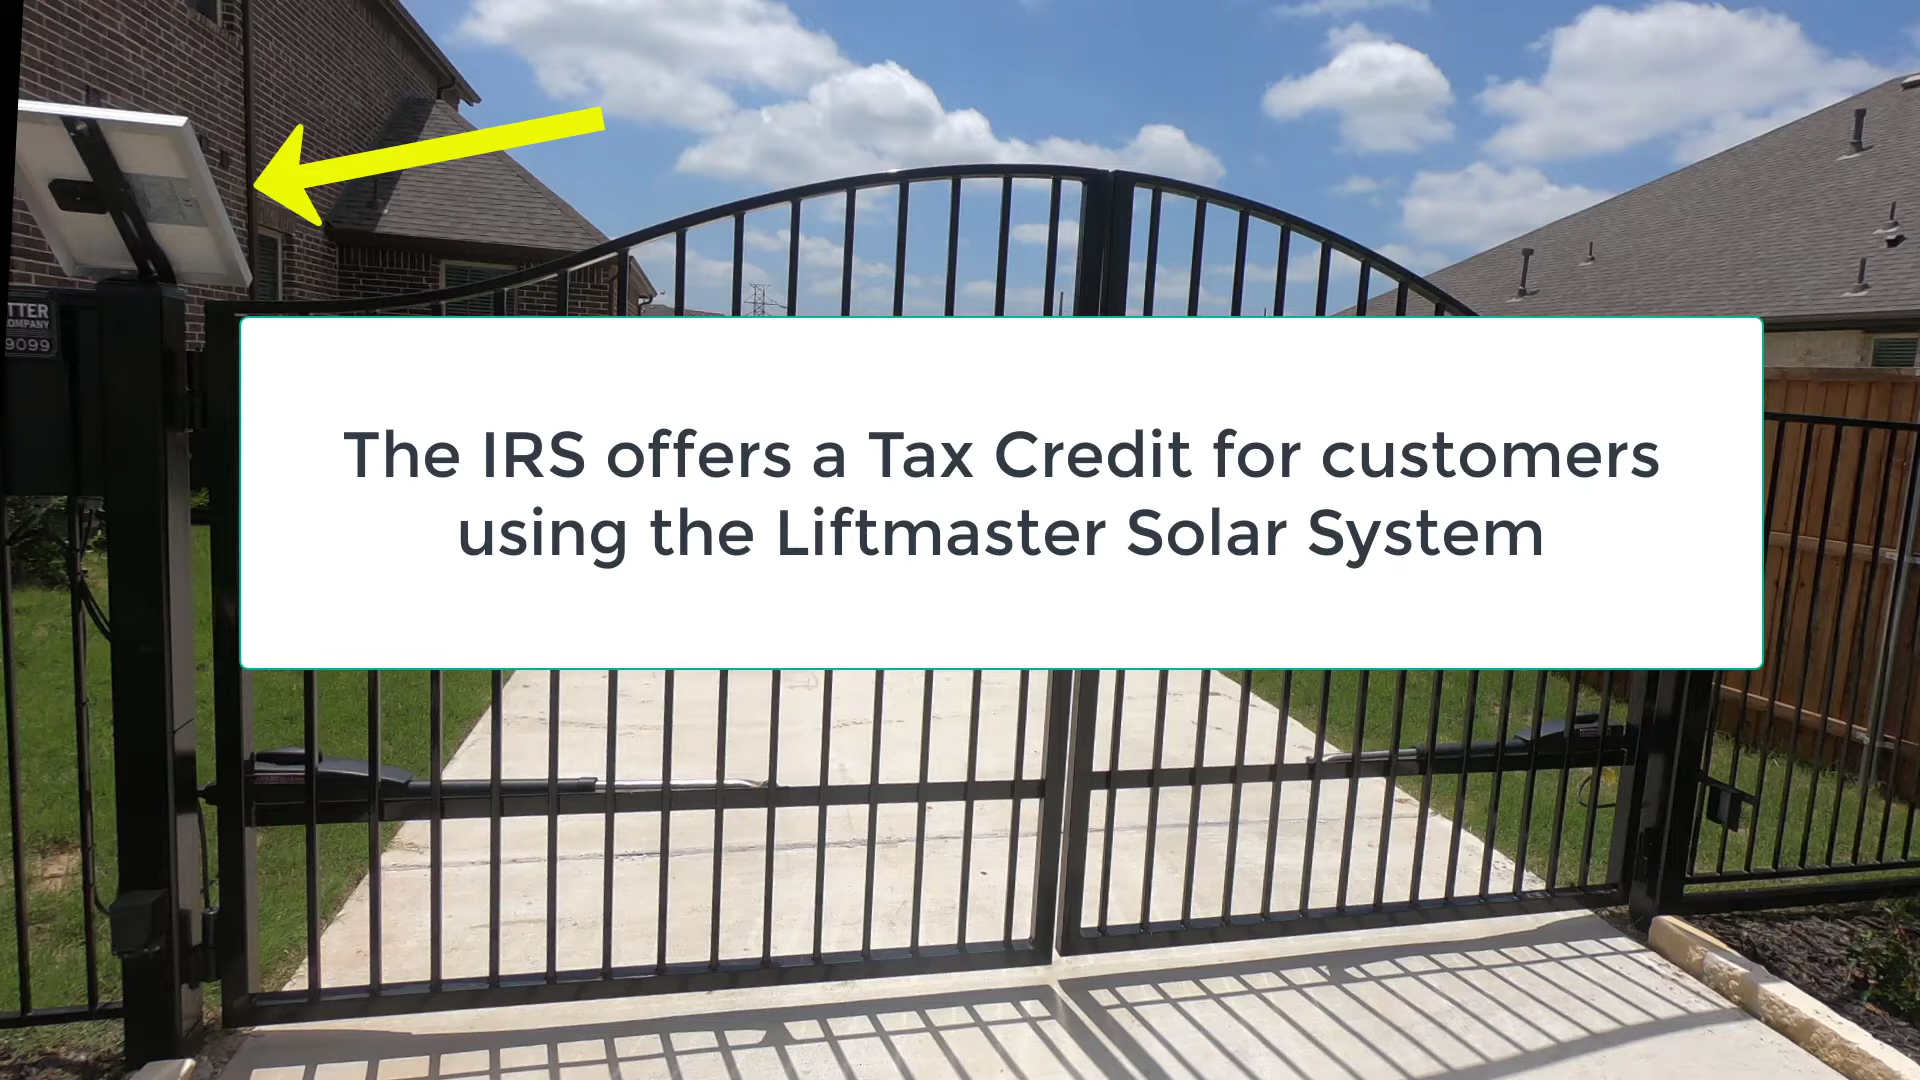 TTER
OMPANY
9099
The IRS offers a Tax Credit for customers
using the Liftmaster Solar System